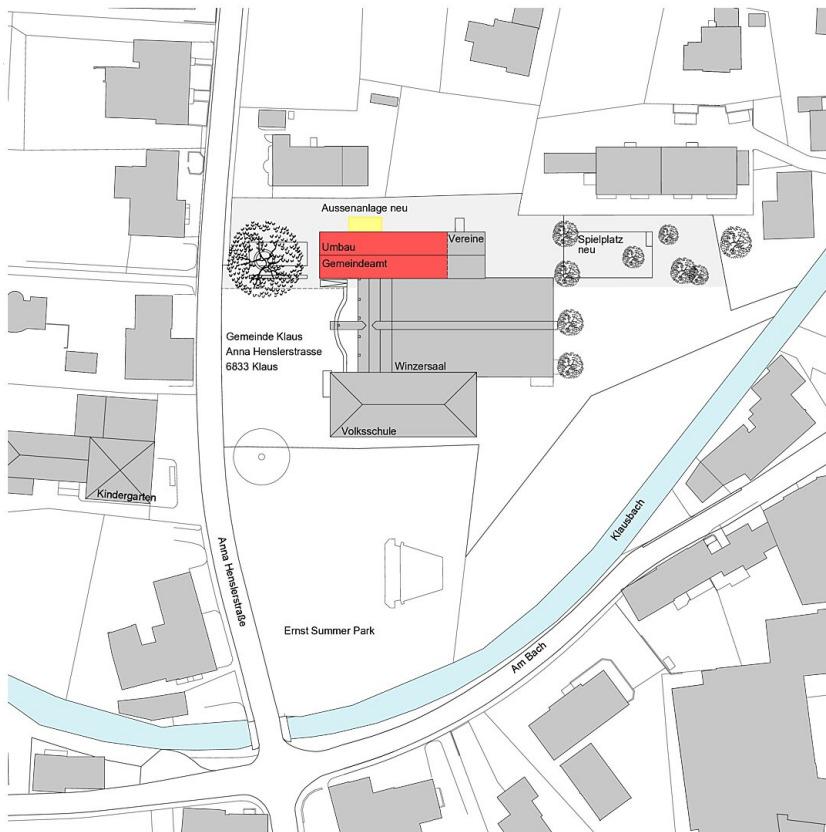 Aussenanlage neu
Umbau
Vereine
Spielplatz
neu
Gemeindeamt
Gemeinde Klaus
Anna Henslerstrasse
6833 Klaus
Winzersaal
Volksschule
Kindergarten
Klausbach
Anna Henslerstraße
Ernst Summer Park
Am Bach